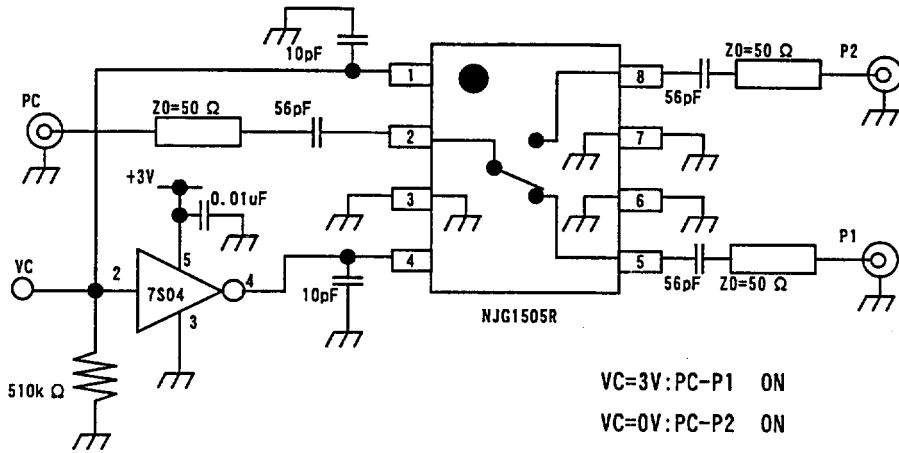 10pF
P2
1
8
PC
Z0=50 Ω
56pF
56pF
Z0=50 Ω
2
7
+3V
0.01uF
3
6
P1
VC
2
5
7S04
4
3
4
10pF
5
56pF
Z0=50 Ω
NJG1505R
510k Ω
VC=3V:PC-P1 ON
VC=0V:PC-P2 ON